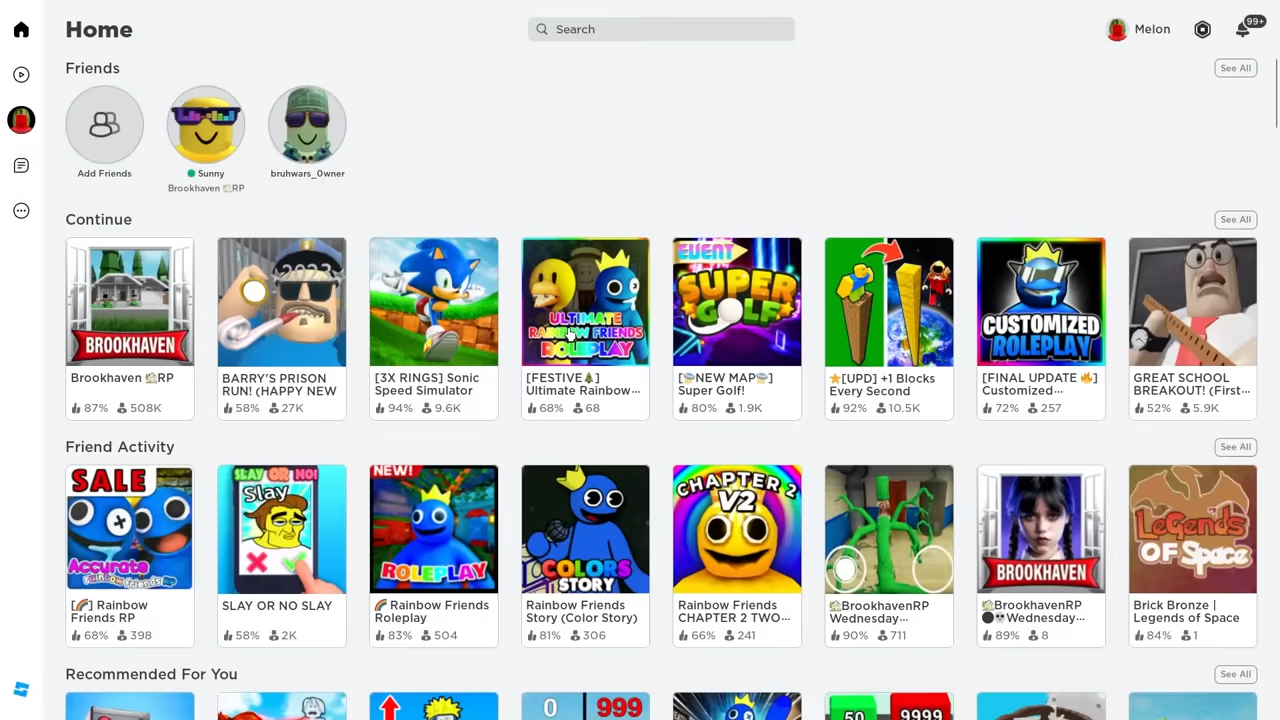 Home
Search
Melon
99+
Friends
See All
Add Friends
Sunny
Brookhaven 🏡RP
bruhwars_0wner
Continue
See All
BROOKHAVEN
2023
ULTIMATE
RAINBOW FRIENDS
ROLEPLAY
EVENT
SUPER
GOLF
CUSTOMIZED
ROLEPLAY
Brookhaven 🏡RP
87% 508K
BARRY'S PRISON
RUN! (HAPPY NEW
58% 27K
[3X RINGS] Sonic
Speed Simulator
94% 9.6K
[FESTIVE🎄]
Ultimate Rainbow...
68% 68
[🛸NEW MAP🛸]
Super Golf!
80% 1.9K
⭐[UPD] +1 Blocks
Every Second
92% 10.5K
[FINAL UPDATE 🔥]
Customized...
72% 257
GREAT SCHOOL
BREAKOUT! (First...
52% 5.9K
Friend Activity
See All
SALE
Accurate
rainbow friends rp
SLAY OR NO!
Slay
NEW!
ROLEPLAY
COLORS
STORY
CHAPTER 2
V2
BROOKHAVEN
LeGenDs
OF Space
[🌈] Rainbow
Friends RP
68% 398
SLAY OR NO SLAY
58% 2K
🌈 Rainbow Friends
Roleplay
83% 504
Rainbow Friends
Story (Color Story)
81% 306
Rainbow Friends
CHAPTER 2 TWO...
66% 241
🏡BrookhavenRP
Wednesday...
90% 711
🏡BrookhavenRP
⚫💀Wednesday...
89% 8
Brick Bronze |
Legends of Space
84% 1
Recommended For You
See All
0
999
50
9999